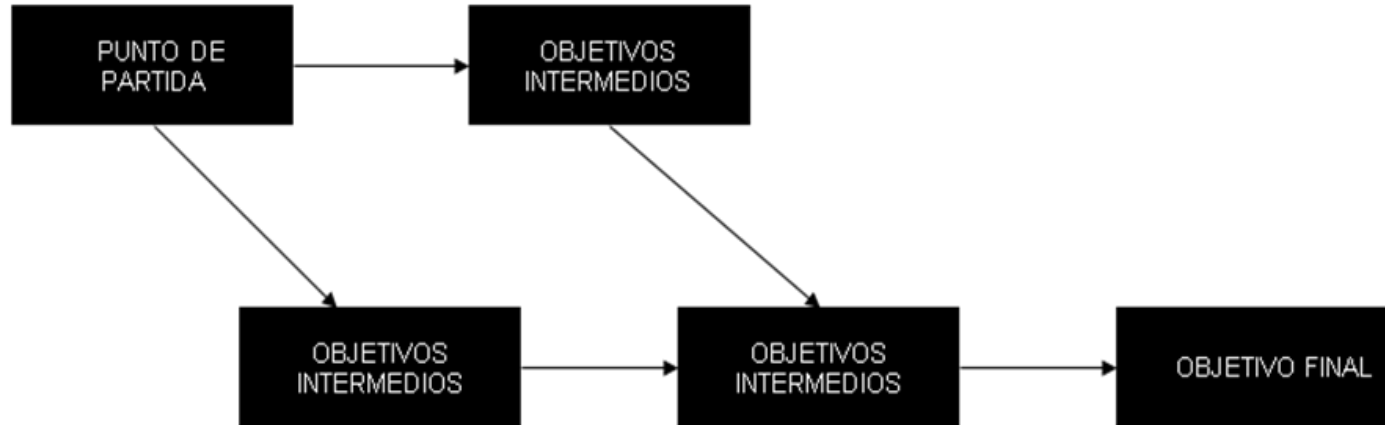 PUNTO DE
PARTIDA
OBJETIVOS
INTERMEDIOS
OBJETIVOS
INTERMEDIOS
OBJETIVOS
INTERMEDIOS
OBJETIVO FINAL